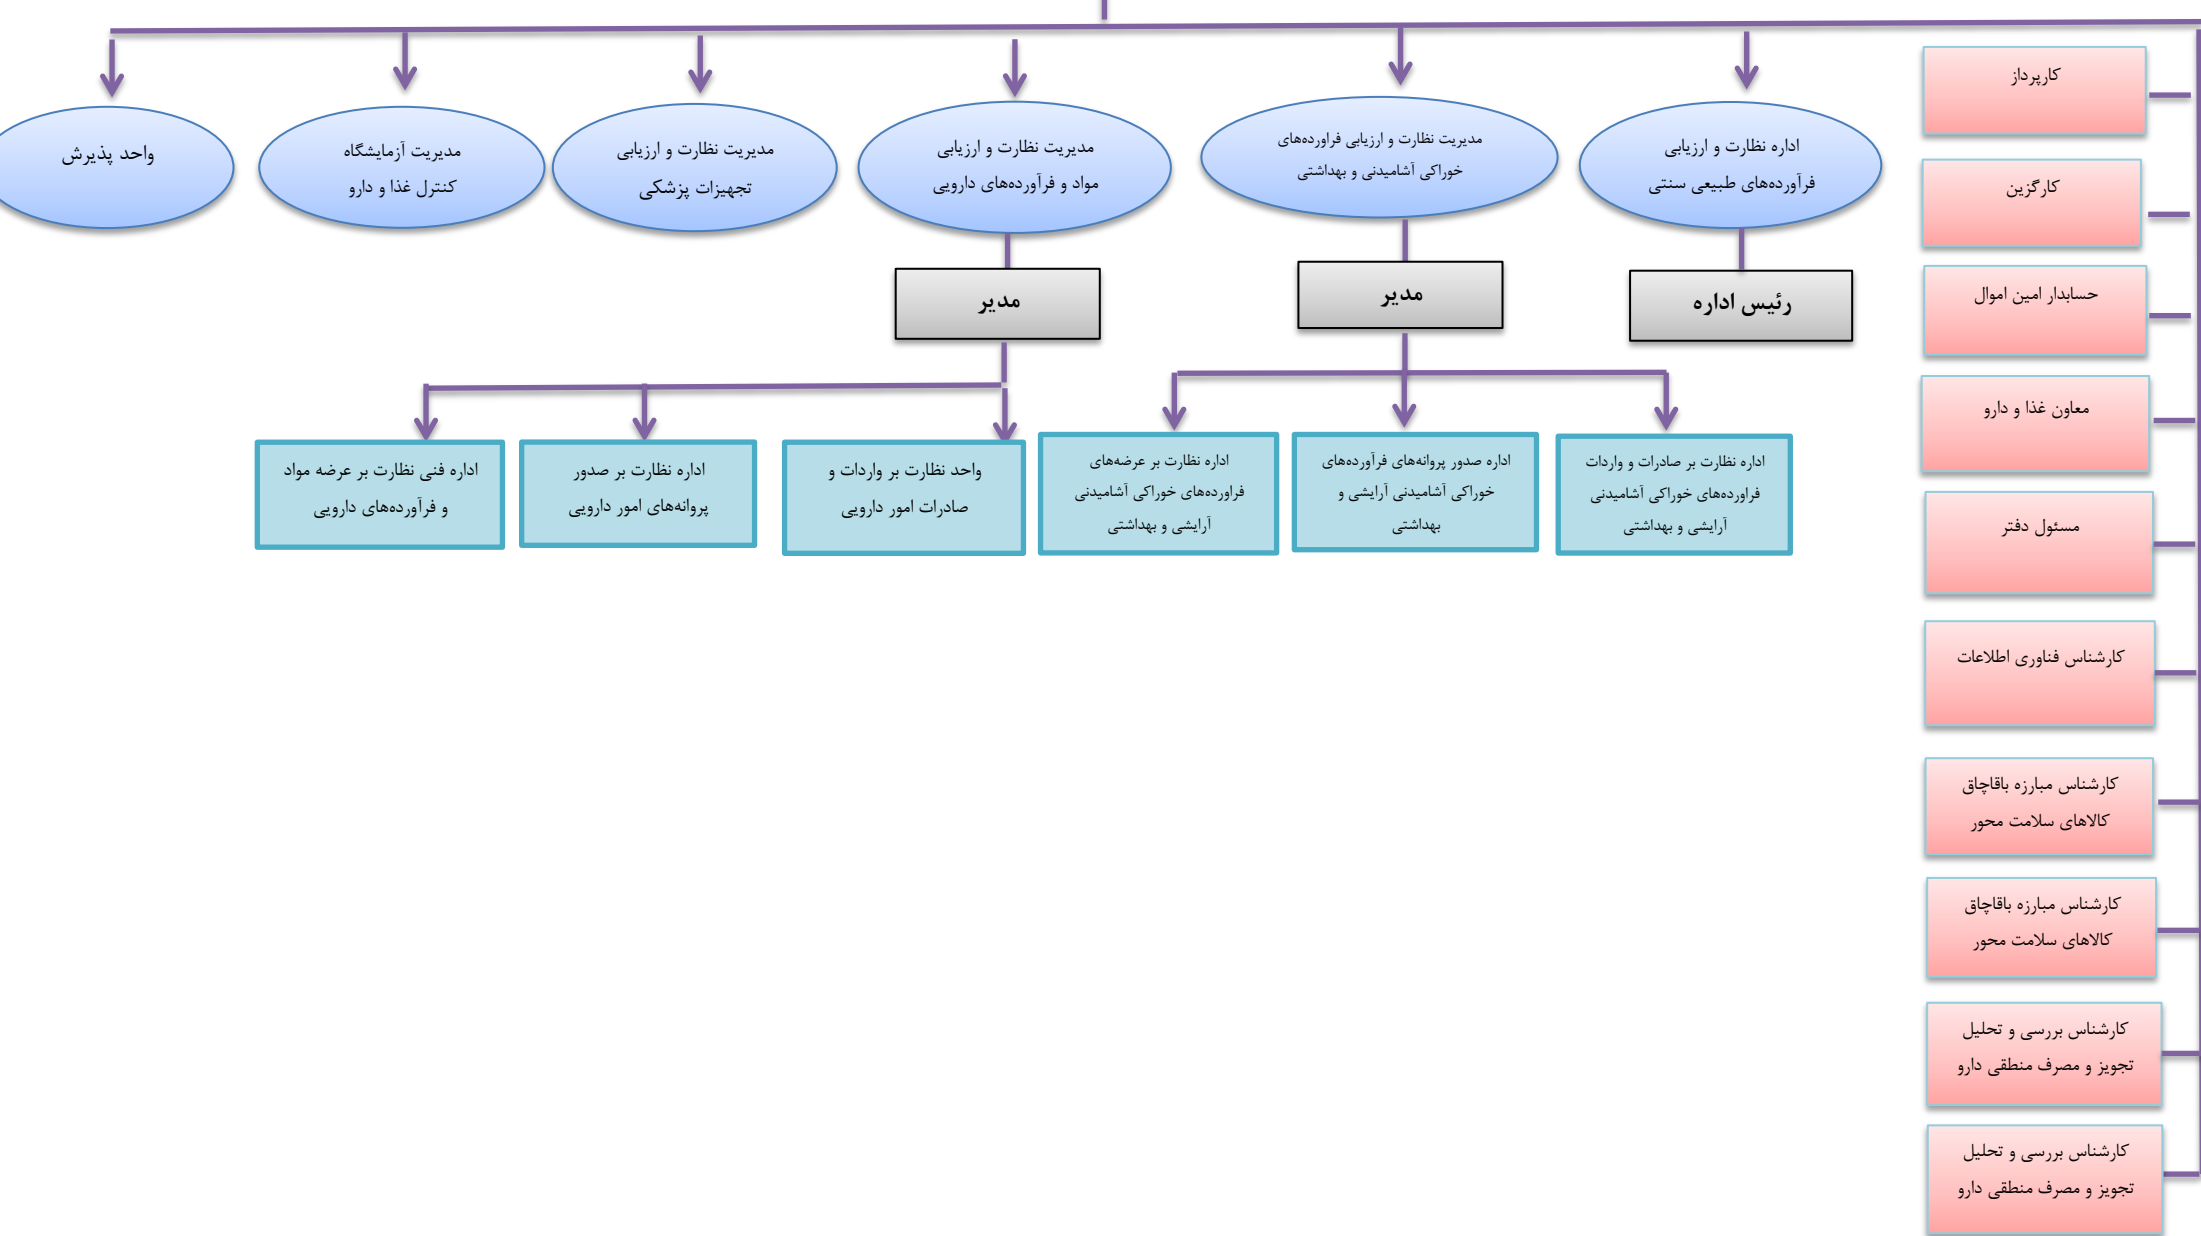 کارپرداز
کارگزین
حسابدار امین اموال
معاون غذا و دارو
مسئول دفتر
کارشناس فناوری اطلاعات
کارشناس مبارزه باقاچاق
کالاهای سلامت محور
کارشناس مبارزه باقاچاق
کالاهای سلامت محور
کارشناس بررسی و تحلیل
تجویز و مصرف منطقی دارو
کارشناس بررسی و تحلیل
تجویز و مصرف منطقی دارو
اداره نظارت و ارزیابی
فرآورده‌های طبیعی سنتی
رئیس اداره
مدیریت نظارت و ارزیابی فراورده‌های
خوراکی آشامیدنی و بهداشتی
مدیر
اداره نظارت بر صادرات و واردات
فراورده‌های خوراکی آشامیدنی
آرایشی و بهداشتی
اداره صدور پروانه‌های فرآورده‌های
خوراکی آشامیدنی آرایشی و
بهداشتی
اداره نظارت بر عرضه‌های
فراورده‌های خوراکی آشامیدنی
آرایشی و بهداشتی
مدیریت نظارت و ارزیابی
مواد و فرآورده‌های دارویی
مدیر
واحد نظارت بر واردات و
صادرات امور دارویی
اداره نظارت بر صدور
پروانه‌های امور دارویی
اداره فنی نظارت بر عرضه مواد
و فرآورده‌های دارویی
مدیریت نظارت و ارزیابی
تجهیزات پزشکی
مدیریت آزمایشگاه
کنترل غذا و دارو
واحد پذیرش